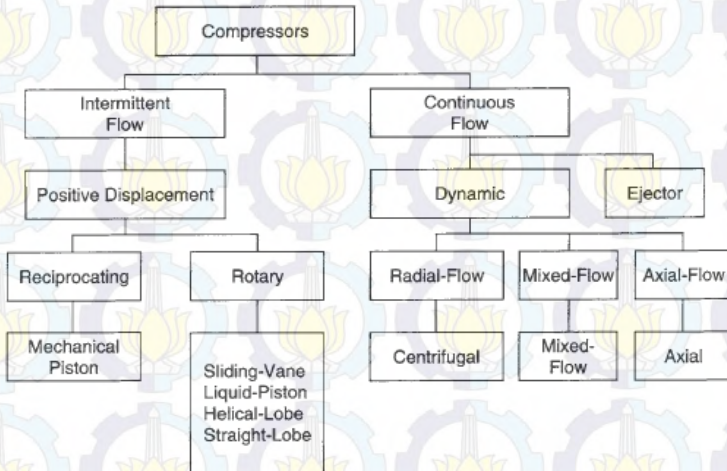 Compressors
Intermittent
Flow
Continuous
Flow
Positive Displacement
Dynamic
Ejector
Reciprocating
Rotary
Radial-Flow
Mixed-Flow
Axial-Flow
Mechanical
Piston
Sliding-Vane
Liquid-Piston
Helical-Lobe
Straight-Lobe
Centrifugal
Mixed-
Flow
Axial